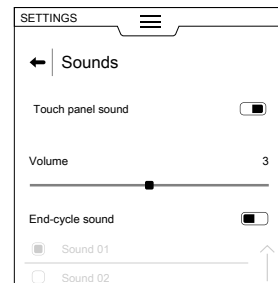 SETTINGS
Sounds
Touch panel sound
Volume 3
End-cycle sound
Sound 01
Sound 02